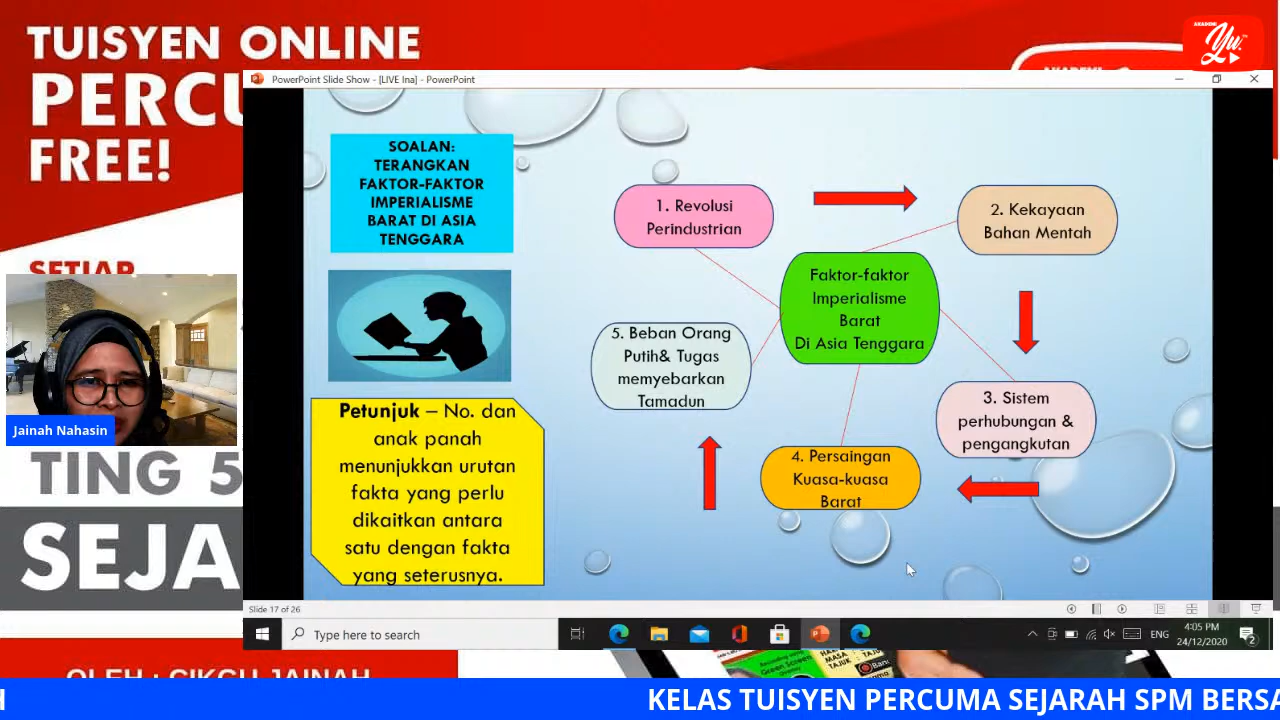 TUISYEN ONLINE
PERCU
FREE!
SETIAP
TING 5
SEJA
OLEH : CIKGU JAINAH
AKADEMI
Yu.
PowerPoint Slide Show - [LIVE Ina] - PowerPoint
SOALAN:
TERANGKAN
FAKTOR-FAKTOR
IMPERIALISME
BARAT DI ASIA
TENGGARA
1. Revolusi
Perindustrian
2. Kekayaan
Bahan Mentah
Faktor-faktor
Imperialisme
Barat
Di Asia Tenggara
5. Beban Orang
Putih& Tugas
memyebarkan
Tamadun
3. Sistem
perhubungan &
pengangkutan
4. Persaingan
Kuasa-kuasa
Barat
Petunjuk – No. dan
anak panah
menunjukkan urutan
fakta yang perlu
dikaitkan antara
satu dengan fakta
yang seterusnya.
Jainah Nahasin
Slide 17 of 26
Type here to search
ENG
4:05 PM
24/12/2020
2
H
KELAS TUISYEN PERCUMA SEJARAH SPM BERSA